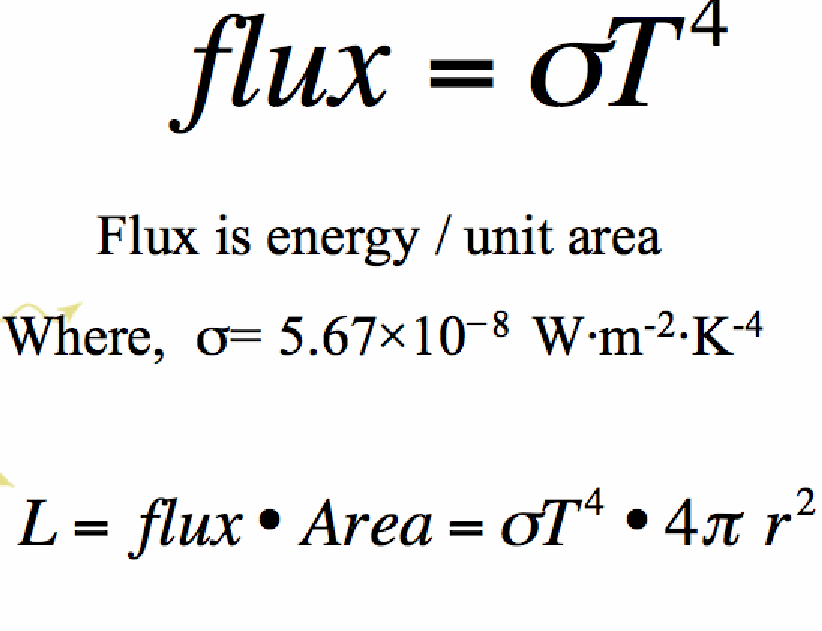 flux = σT⁴
Flux is energy / unit area
Where, σ= 5.67×10⁻⁸ W·m⁻²·K⁻⁴
L = flux • Area = σT⁴ • 4π r²